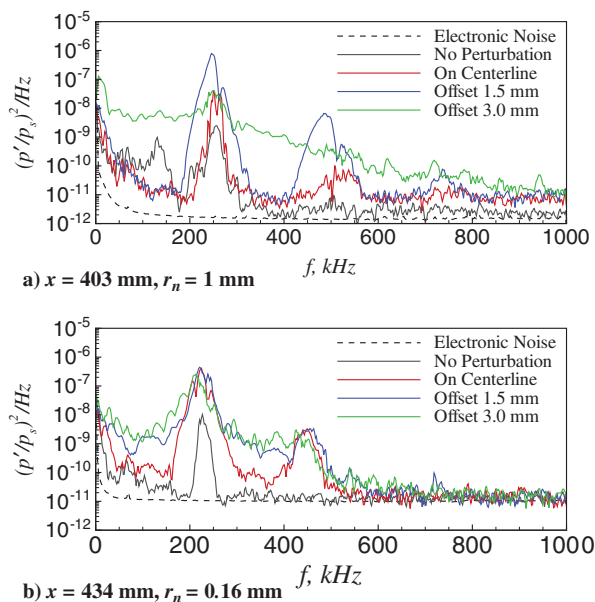 10^-5
10^-6
10^-7
10^-8
10^-9
10^-10
10^-11
10^-12
(p'/p_s)^2/Hz
Electronic Noise
No Perturbation
On Centerline
Offset 1.5 mm
Offset 3.0 mm
0 200 400 600 800 1000
f, kHz
a) x = 403 mm, r_n = 1 mm
10^-5
10^-6
10^-7
10^-8
10^-9
10^-10
10^-11
10^-12
(p'/p_s)^2/Hz
Electronic Noise
No Perturbation
On Centerline
Offset 1.5 mm
Offset 3.0 mm
0 200 400 600 800 1000
f, kHz
b) x = 434 mm, r_n = 0.16 mm